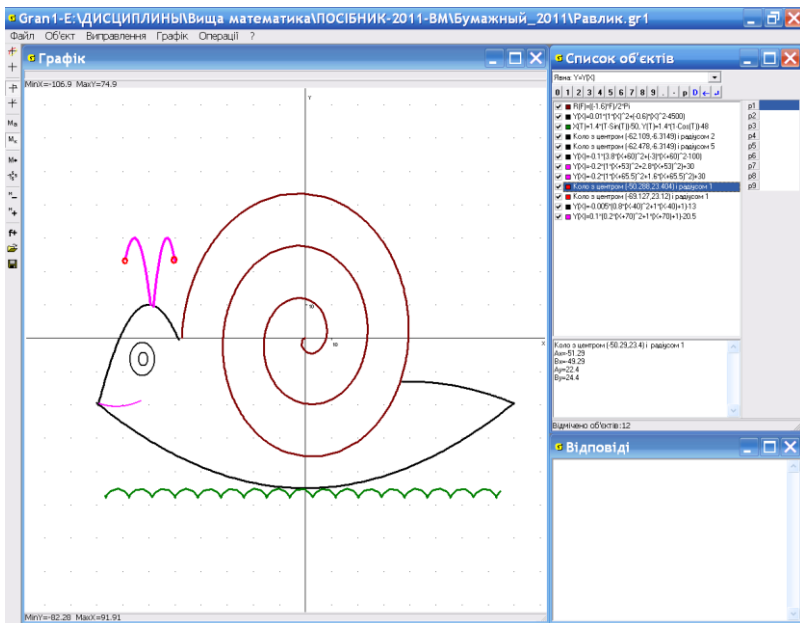 Gran1-E:\ДИСЦИПЛИНЫ\Вища математика\ПОСІБНИК-2011-ВМ\Бумажный_2011\Равлик.gr1
Файл Об'єкт Виправлення Графік Операції ?
Графік
MinX=-106.9 MaxY=74.9
Y
10
10
X
MinY=-82.28 MaxX=91.91
Список об'єктів
Явна: Y=Y(X)
0 1 2 3 4 5 6 7 8 9 . - p D
R(F)=((-1.6)*F)/2*Pi
Y(X)=0.01*(1*(X)^2+(-0.6)*(X)^2-4500)
X(T)=1.4*(T-Sin(T))-50, Y(T)=1.4*(1-Cos(T))-48
Коло з центром (-62.109,-6.3149) і радіусом 2
Коло з центром (-62.478,-6.3149) і радіусом 5
Y(X)=-0.1*(3.8*(X+60)^2+(-3)*(X+60)^2-100)
Y(X)=-0.2*(1*(X+53)^2+2.8*(X+53)^2)+30
Y(X)=-0.2*(1*(X+65.5)^2+1.6*(X+65.5)^2)+30
Коло з центром (-50.288,23.404) і радіусом 1
Коло з центром (-69.127,23.12) і радіусом 1
Y(X)=-0.005*(0.8*(X-40)^2+1*(X-40)+1)-13
Y(X)=0.1*(0.2*(X+70)^2+1*(X+70)+1)-20.5
p1
p2
p3
p4
p5
p6
p7
p8
p9
Коло з центром (-50.29,23.4) і радіусом 1
Ax=-51.29
Bx=-49.29
Ay=22.4
By=24.4
Відмічено об'єктів:12
Відповіді